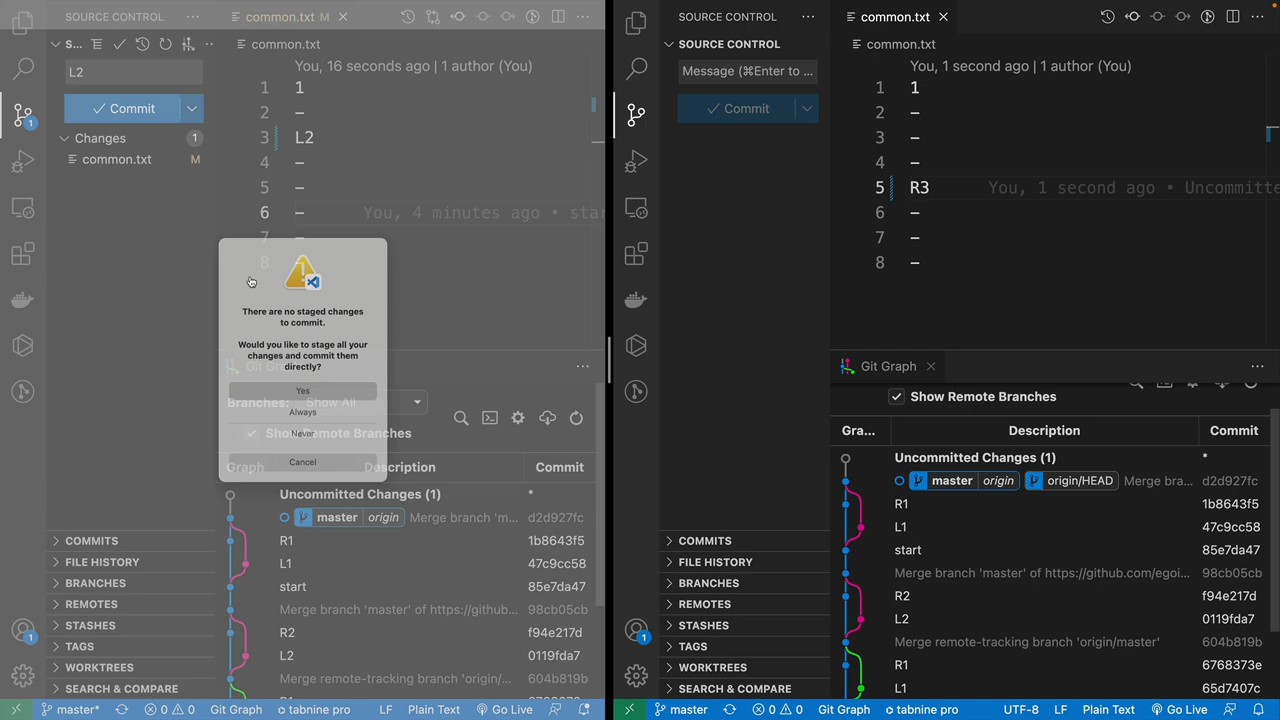 SOURCE CONTROL
common.txt M
S...
common.txt
L2
You, 16 seconds ago | 1 author (You)
Commit
Changes
1
common.txt
M
1 1
2 –
3 L2
4 –
5 –
6 – You, 4 minutes ago • star
7 –
8
There are no staged changes
to commit.
Would you like to stage all your
changes and commit them
directly?
Yes
Always
Never
Cancel
Branches: Show All
Show Remote Branches
Graph Description Commit
Uncommitted Changes (1) *
master origin Merge branch 'm... d2d927fc
R1 1b8643f5
L1 47c9cc58
start 85e7da47
Merge branch 'master' of https://github... 98cb05cb
R2 f94e217d
L2 0119fda7
Merge remote-tracking branch 'origin/... 604b819b
COMMITS
FILE HISTORY
BRANCHES
REMOTES
STASHES
TAGS
WORKTREES
SEARCH & COMPARE
1
1
master* 0 0 Git Graph tabnine pro LF Plain Text Go Live
SOURCE CONTROL
common.txt
SOURCE CONTROL
common.txt
Message (⌘Enter to ...
You, 1 second ago | 1 author (You)
Commit
1 1
2 –
3 –
4 –
5 R3 You, 1 second ago • Uncommitte
6 –
7 –
8 –
Git Graph
Show Remote Branches
Gra... Description Commit
Uncommitted Changes (1) *
master origin origin/HEAD Merge bra... d2d927fc
R1 1b8643f5
L1 47c9cc58
start 85e7da47
Merge branch 'master' of https://github.com/egoi... 98cb05cb
R2 f94e217d
L2 0119fda7
Merge remote-tracking branch 'origin/master' 604b819b
R1 6768373e
L1 65d7407c
COMMITS
FILE HISTORY
BRANCHES
REMOTES
STASHES
TAGS
WORKTREES
SEARCH & COMPARE
1
master 0 0 Git Graph tabnine pro UTF-8 LF Plain Text Go Live